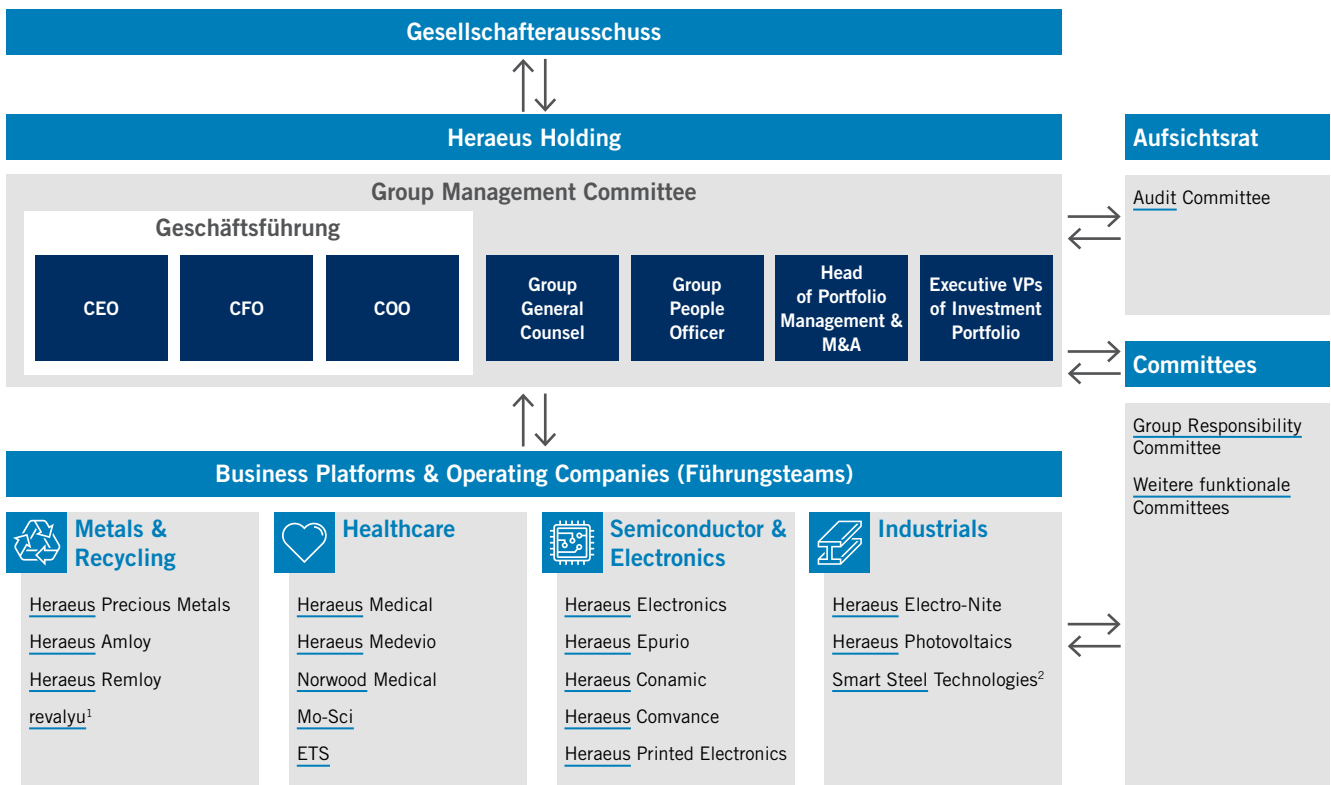 Gesellschafterausschuss
Heraeus Holding
Group Management Committee
Geschäftsführung
CEO
CFO
COO
Group
General
Counsel
Group
People
Officer
Head
of Portfolio
Management &
M&A
Executive VPs
of Investment
Portfolio
Aufsichtsrat
Audit Committee
Committees
Group Responsibility
Committee
Weitere funktionale
Committees
Business Platforms & Operating Companies (Führungsteams)
Metals &
Recycling
Heraeus Precious Metals
Heraeus Amloy
Heraeus Remloy
revalyu¹
Healthcare
Heraeus Medical
Heraeus Medevio
Norwood Medical
Mo-Sci
ETS
Semiconductor &
Electronics
Heraeus Electronics
Heraeus Epurio
Heraeus Conamic
Heraeus Comvance
Heraeus Printed Electronics
Industrials
Heraeus Electro-Nite
Heraeus Photovoltaics
Smart Steel Technologies²